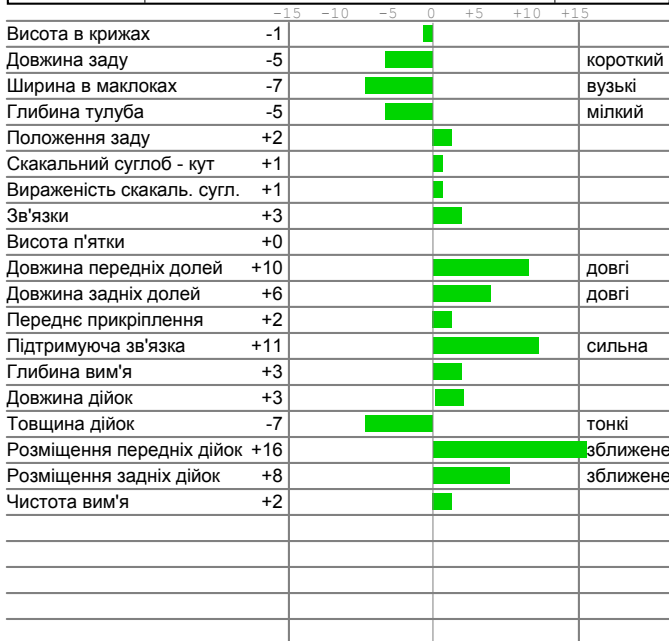 -15 -10 -5 0 +5 +10 +15
Висота в крижах -1
Довжина заду -5 короткий
Ширина в маклоках -7 вузькі
Глибина тулуба -5 мілкий
Положення заду +2
Скакальний суглоб - кут +1
Вираженість скакаль. сугл. +1
Зв'язки +3
Висота п'ятки +0
Довжина передніх долей +10 довгі
Довжина задніх долей +6 довгі
Переднє прикріплення +2
Підтримуюча зв'язка +11 сильна
Глибина вим'я +3
Довжина дійок +3
Товщина дійок -7 тонкі
Розміщення передніх дійок +16 зближене
Розміщення задніх дійок +8 зближене
Чистота вим'я +2